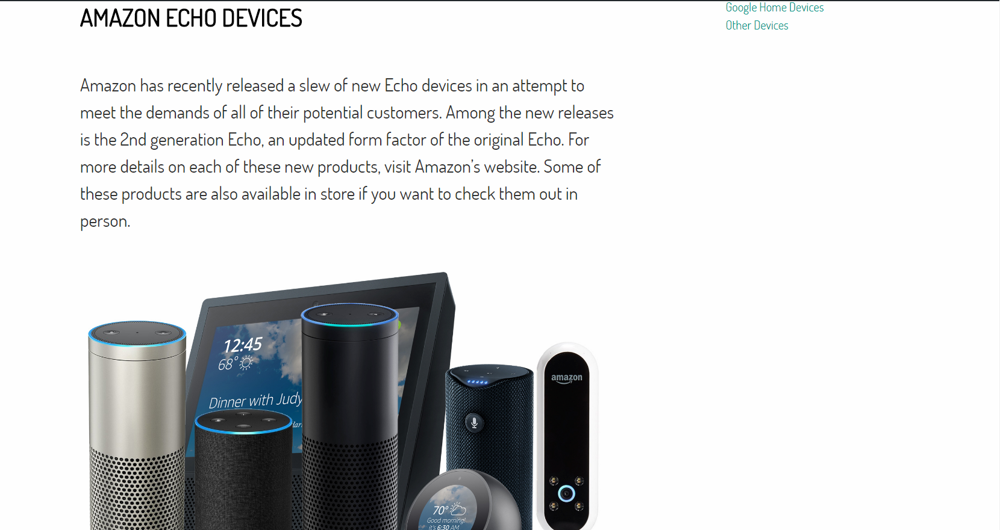 AMAZON ECHO DEVICES
Google Home Devices
Other Devices
Amazon has recently released a slew of new Echo devices in an attempt to
meet the demands of all of their potential customers. Among the new releases
is the 2nd generation Echo, an updated form factor of the original Echo. For
more details on each of these new products, visit Amazon’s website. Some of
these products are also available in store if you want to check them out in
person.
12:45
68°
Dinner with Judy
amazon
70°
Good morning!
it's 6:30 AM